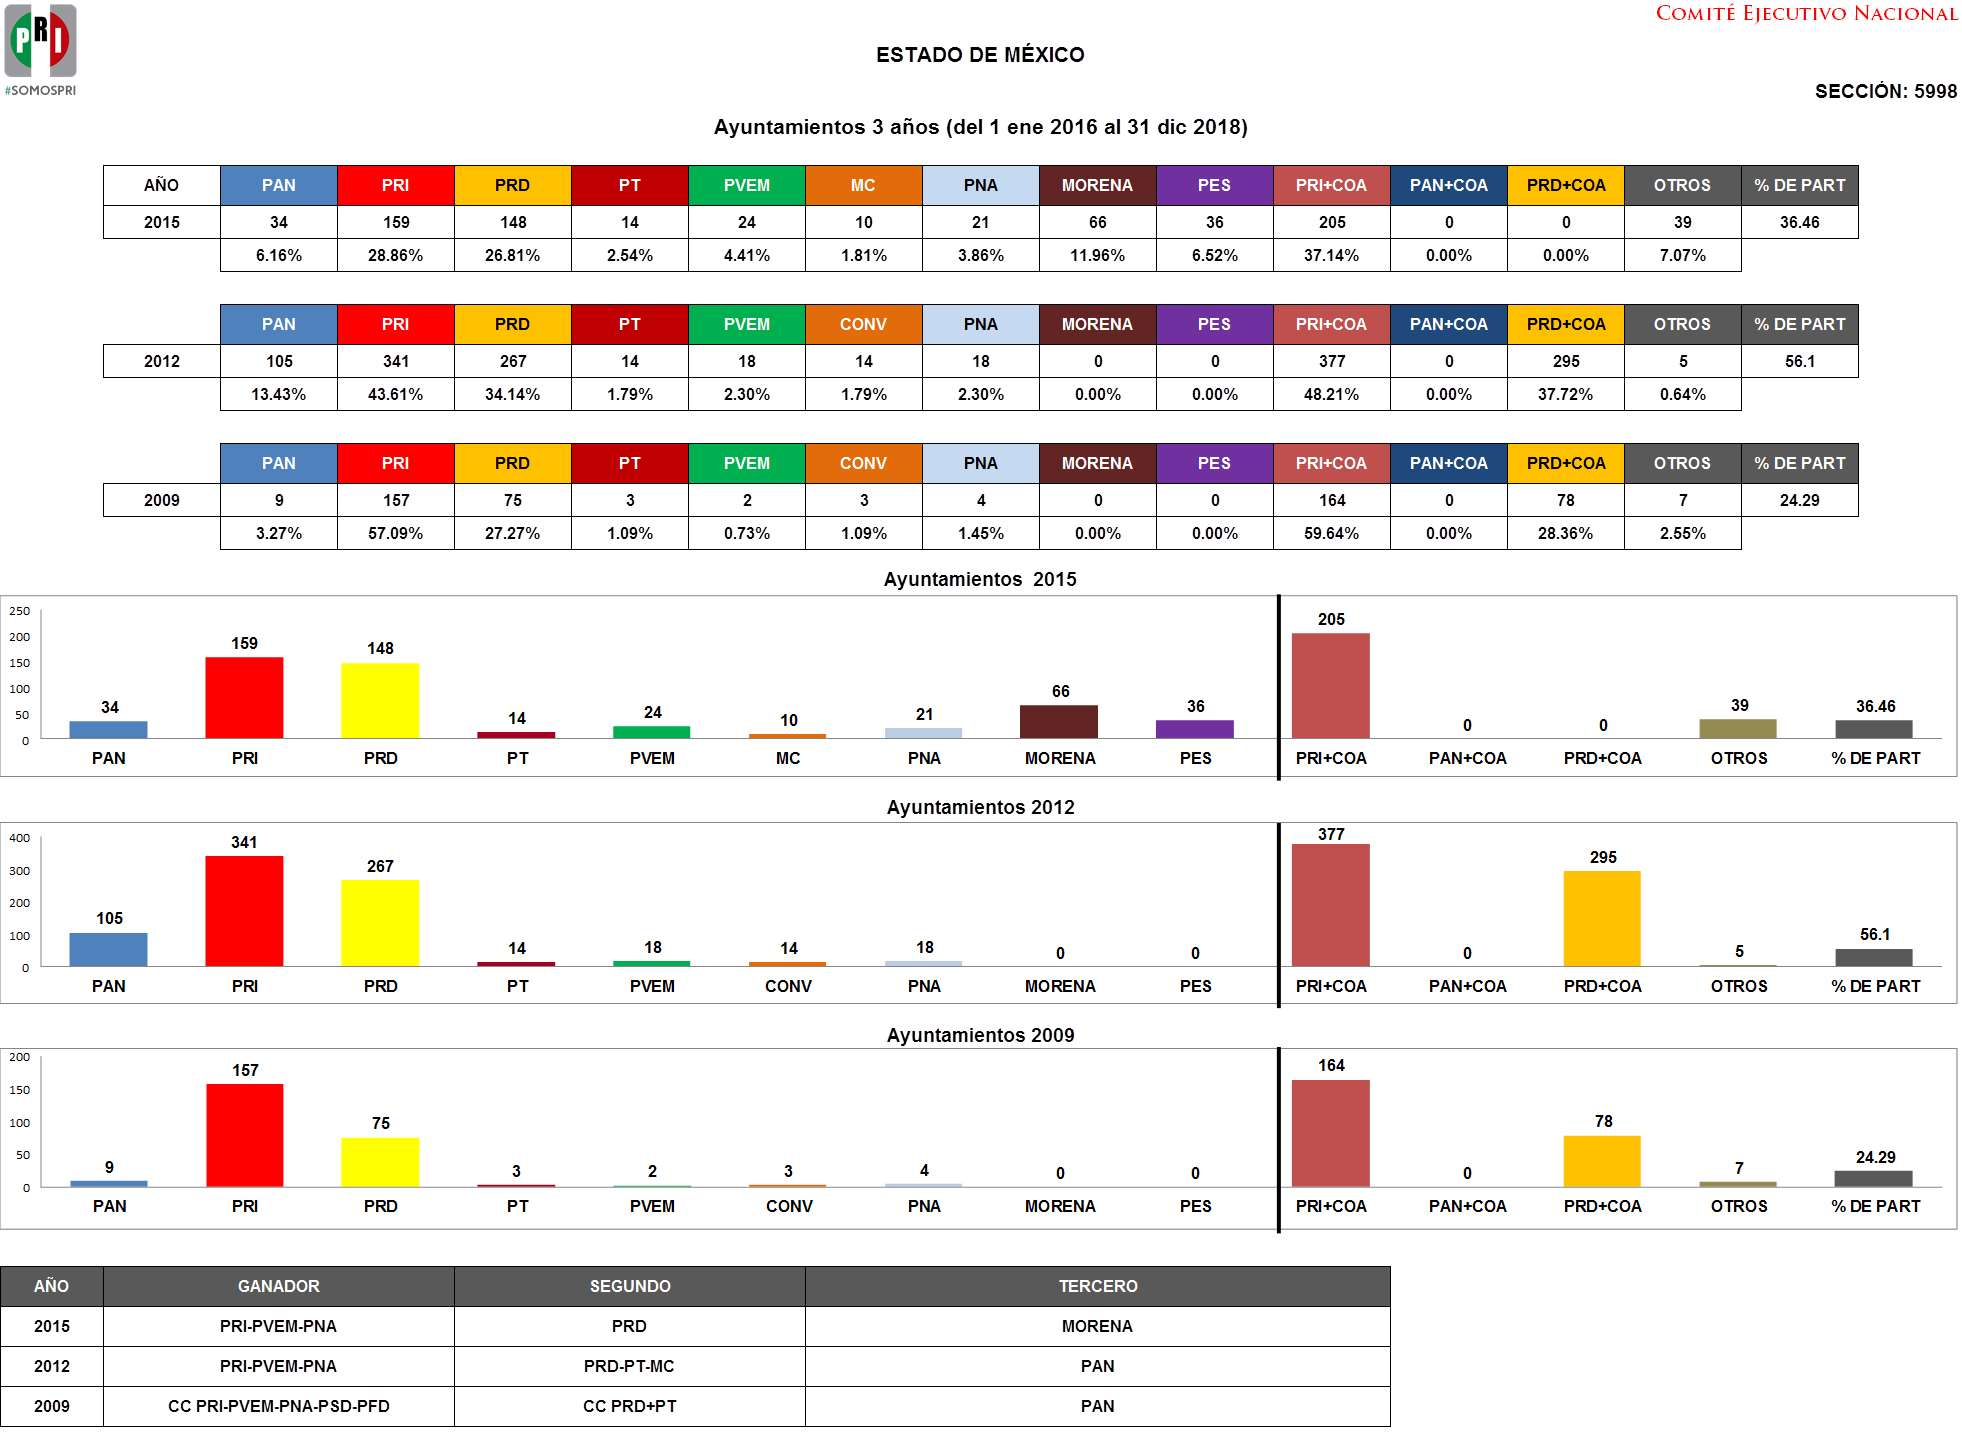 PRI
#SOMOSPRI
COMITÉ EJECUTIVO NACIONAL
ESTADO DE MÉXICO
SECCIÓN: 5998
Ayuntamientos 3 años (del 1 ene 2016 al 31 dic 2018)
AÑO PAN PRI PRD PT PVEM MC PNA MORENA PES PRI+COA PAN+COA PRD+COA OTROS % DE PART
2015 34 159 148 14 24 10 21 66 36 205 0 0 39 36.46
6.16% 28.86% 26.81% 2.54% 4.41% 1.81% 3.86% 11.96% 6.52% 37.14% 0.00% 0.00% 7.07%
PAN PRI PRD PT PVEM CONV PNA MORENA PES PRI+COA PAN+COA PRD+COA OTROS % DE PART
2012 105 341 267 14 18 14 18 0 0 377 0 295 5 56.1
13.43% 43.61% 34.14% 1.79% 2.30% 1.79% 2.30% 0.00% 0.00% 48.21% 0.00% 37.72% 0.64%
PAN PRI PRD PT PVEM CONV PNA MORENA PES PRI+COA PAN+COA PRD+COA OTROS % DE PART
2009 9 157 75 3 2 3 4 0 0 164 0 78 7 24.29
3.27% 57.09% 27.27% 1.09% 0.73% 1.09% 1.45% 0.00% 0.00% 59.64% 0.00% 28.36% 2.55%
Ayuntamientos 2015
250
200
150
100
50
0
34 159 148 14 24 10 21 66 36 205 0 0 39 36.46
PAN PRI PRD PT PVEM MC PNA MORENA PES PRI+COA PAN+COA PRD+COA OTROS % DE PART
Ayuntamientos 2012
400
300
200
100
0
105 341 267 14 18 14 18 0 0 377 0 295 5 56.1
PAN PRI PRD PT PVEM CONV PNA MORENA PES PRI+COA PAN+COA PRD+COA OTROS % DE PART
Ayuntamientos 2009
200
150
100
50
0
9 157 75 3 2 3 4 0 0 164 0 78 7 24.29
PAN PRI PRD PT PVEM CONV PNA MORENA PES PRI+COA PAN+COA PRD+COA OTROS % DE PART
AÑO GANADOR SEGUNDO TERCERO
2015 PRI-PVEM-PNA PRD MORENA
2012 PRI-PVEM-PNA PRD-PT-MC PAN
2009 CC PRI-PVEM-PNA-PSD-PFD CC PRD+PT PAN